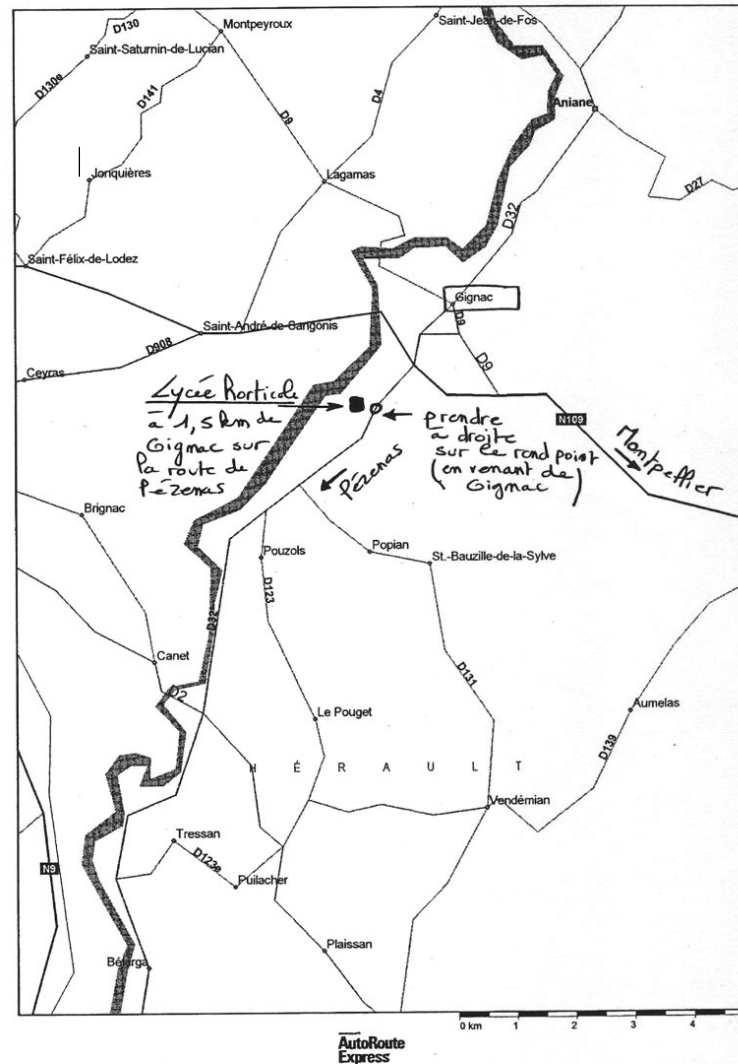 D130
Montpeyroux
Saint-Jean-de-Fos
Saint-Saturnin-de-Lucian
D130e
D141
D9
D4
Aniane
Jonquières
Lagamas
D27
D32
Saint-Félix-de-Lodez
Gignac
D9
Saint-André-de-Sangonis
D908
D9
Ceyras
Lycée horticole
à 1,5 km de
Gignac sur
la route de
Pézenas
prendre
à droite
sur le rond point
(en venant de
Gignac)
N109
Montpellier
Pézenas
Brignac
Pouzols
Popian
St.-Bauzille-de-la-Sylve
D123
D32
Canet
D131
D2
Le Pouget
Aumelas
D139
HÉRAULT
Vendémian
Tressan
D123e
N9
Puilacher
Plaissan
Bélarga
0 km 1 2 3 4
AutoRoute
Express